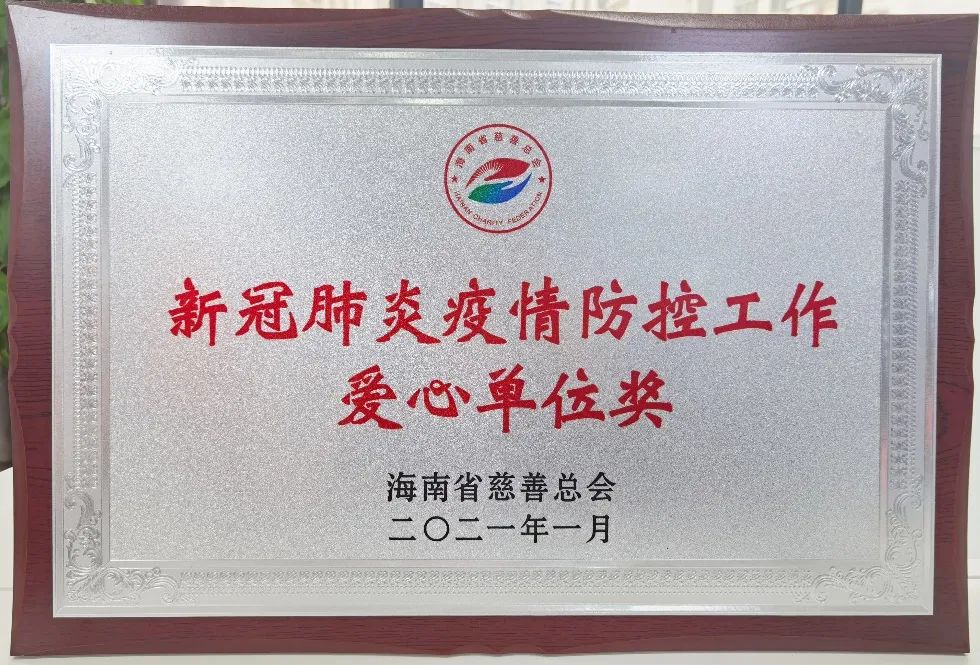 海南省慈善总会
HAINAN CHARITY FEDERATION
新冠肺炎疫情防控工作
爱心单位奖
海南省慈善总会
二〇二一年一月